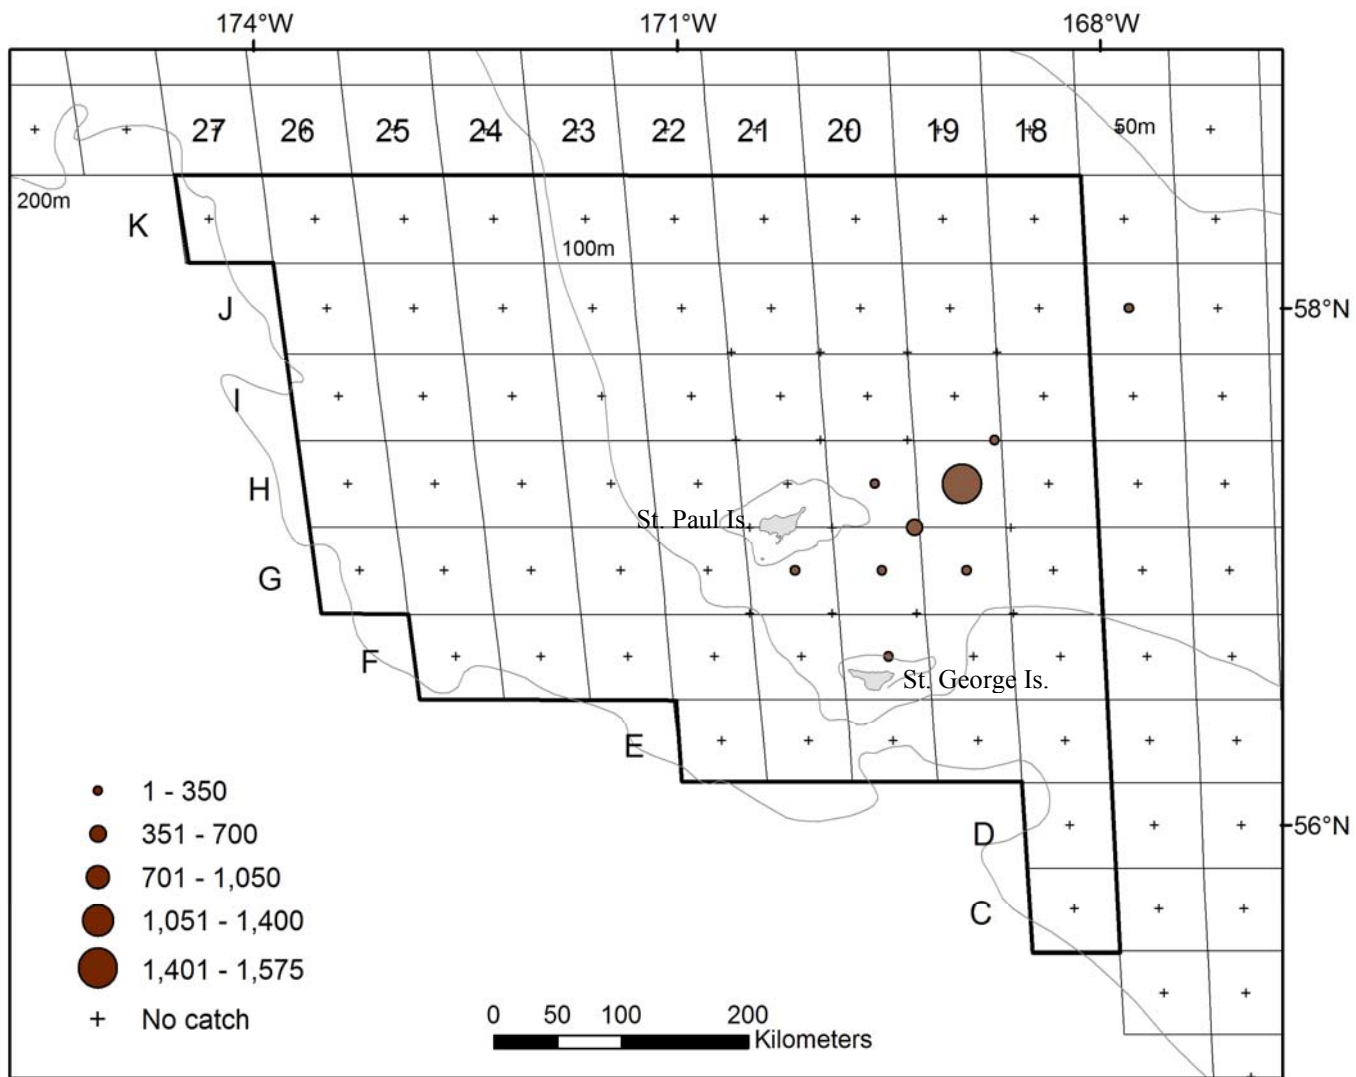 174°W 171°W 168°W
27 26 25 24 23 22 21 20 19 18 50m
200m
K
100m
J
58°N
I
H
St. Paul Is.
G
F
St. George Is.
E
1 - 350
351 - 700
D
56°N
701 - 1,050
C
1,051 - 1,400
1,401 - 1,575
No catch
0 50 100 200
Kilometers